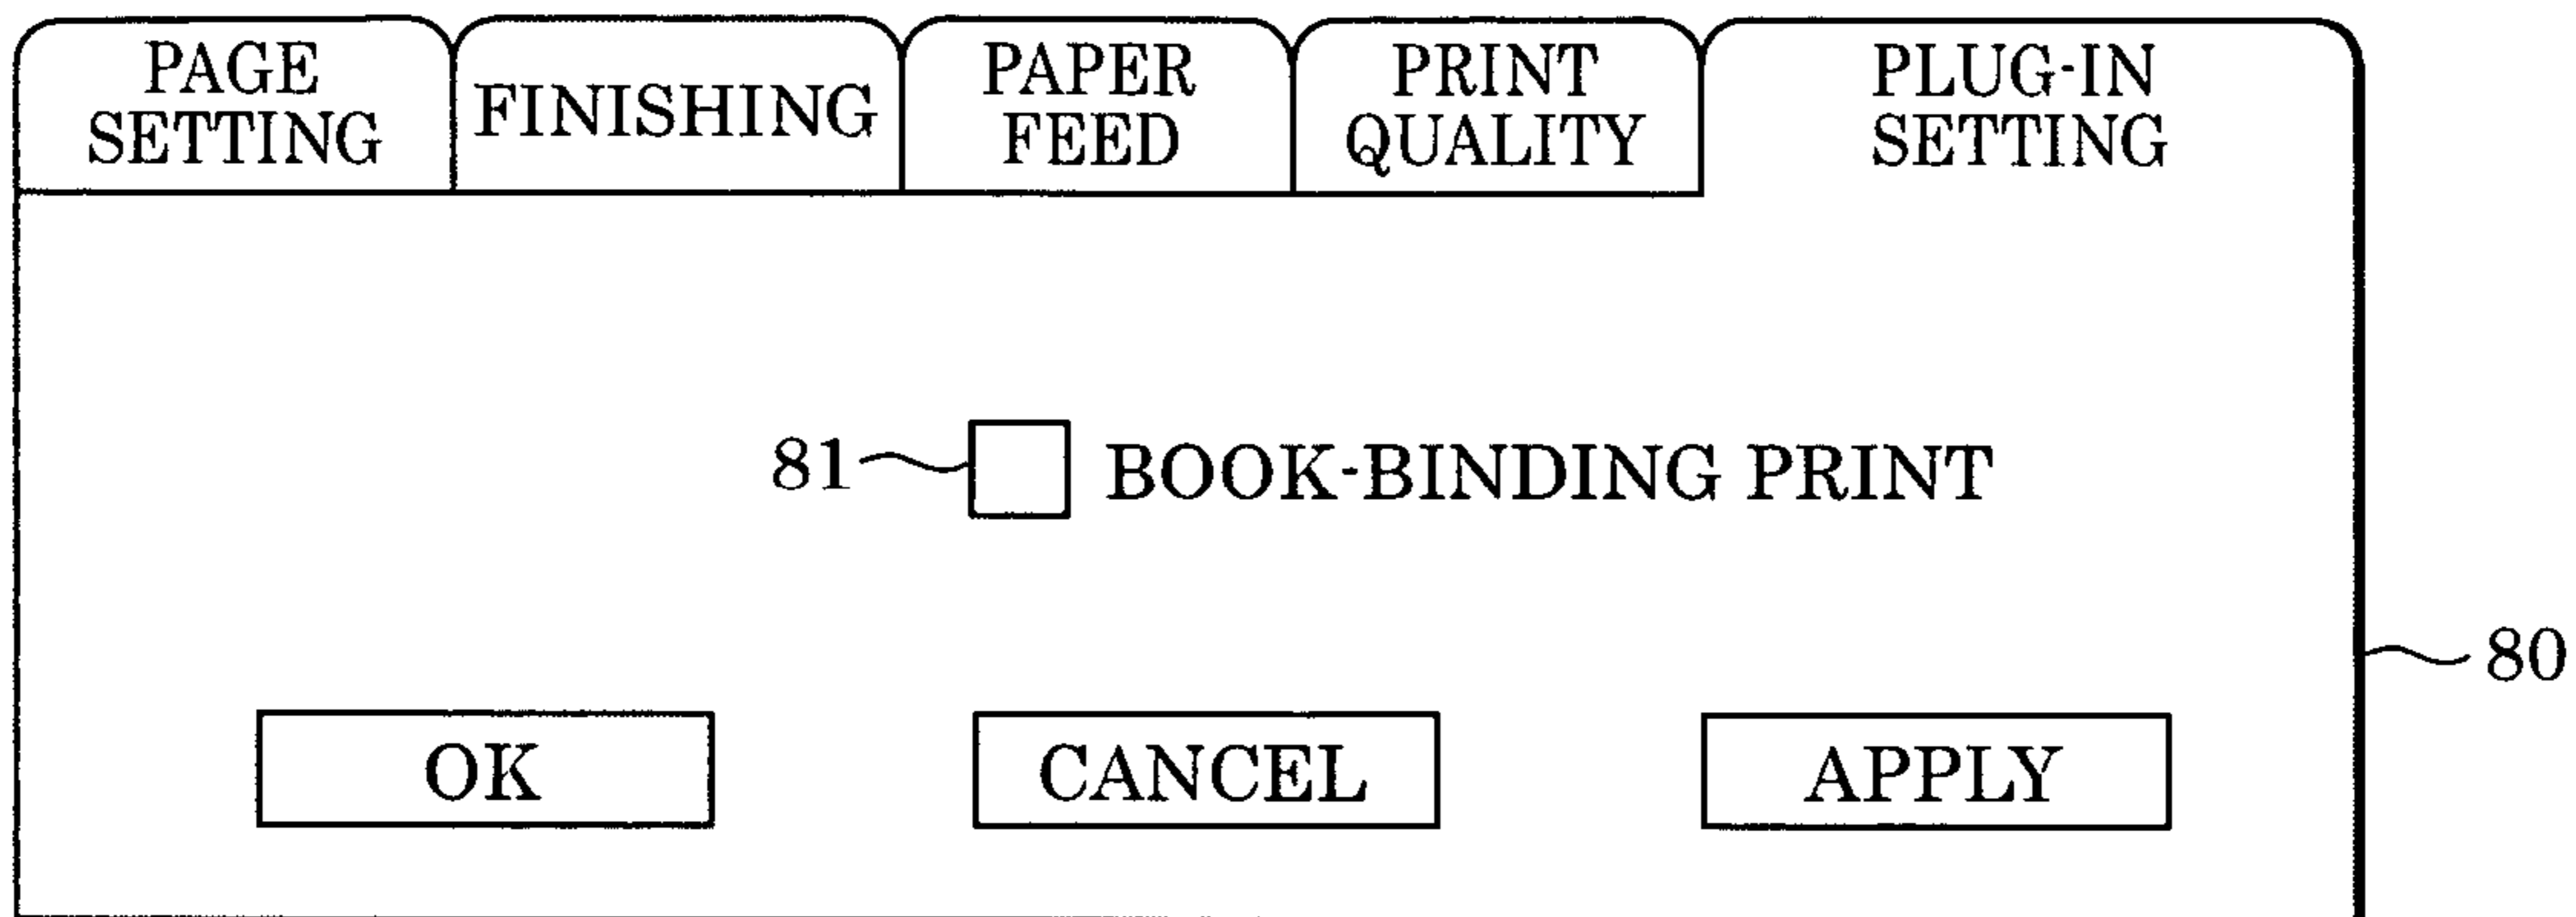 PAGE
SETTING
FINISHING
PAPER
FEED
PRINT
QUALITY
PLUG-IN
SETTING
81
BOOK-BINDING PRINT
80
OK
CANCEL
APPLY